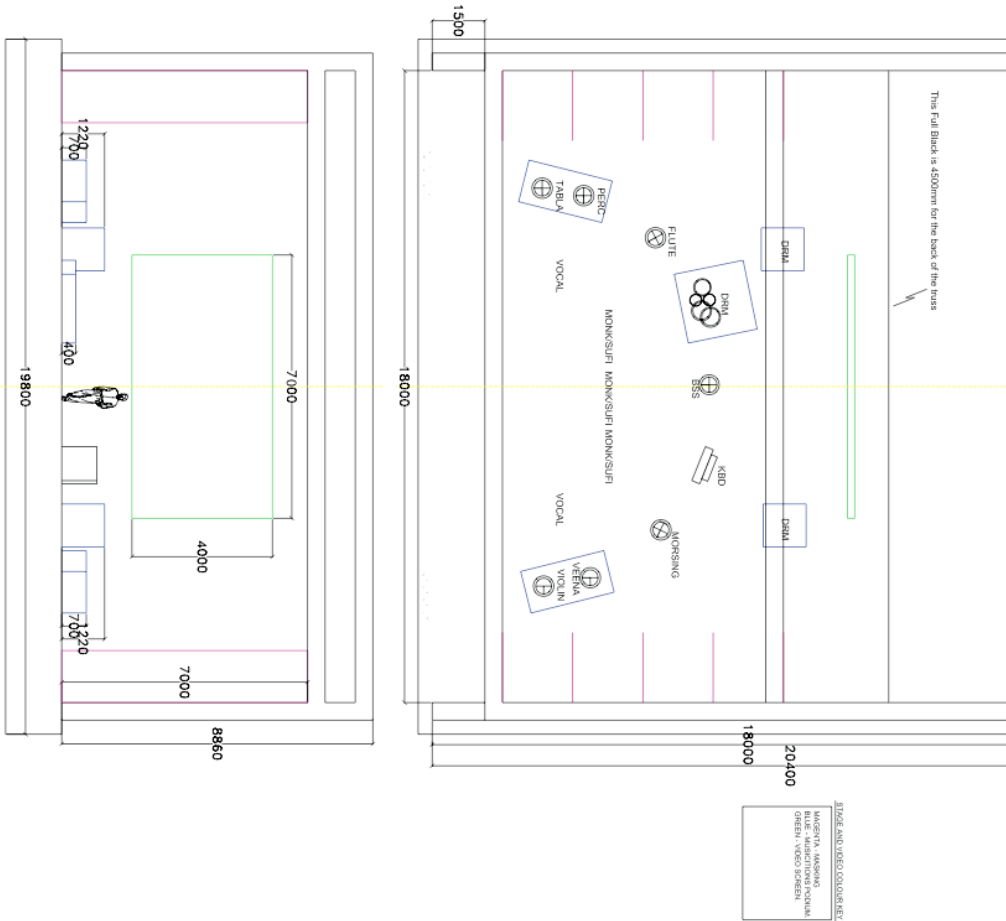 1500
This Full Black is 4500mm for the back of the truss
18000
19800
1220
700
400
7000
4000
700
1220
7000
8860
PERC
TABLA
FLUTE
VOCAL
DRM
DRM
MONK/SUFI MONK/SUFI MONK/SUFI
BSS
KBD
VOCAL
DRM
MORSING
VEENA
VIOLIN
18000
20400
STAGE AND VIDEO COLOUR KEY.
MAGENTA - MASKING
BLUE - MUSICITIONS PODIUM.
GREEN - VIDEO SCREEN.